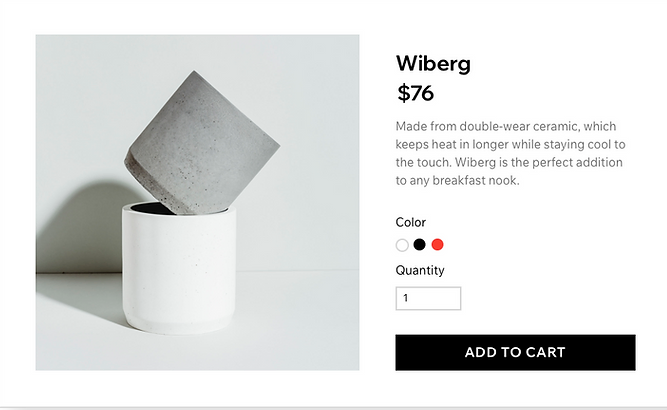 Wiberg
$76
Made from double-wear ceramic, which
keeps heat in longer while staying cool to
the touch. Wiberg is the perfect addition
to any breakfast nook.
Color
Quantity
1
ADD TO CART